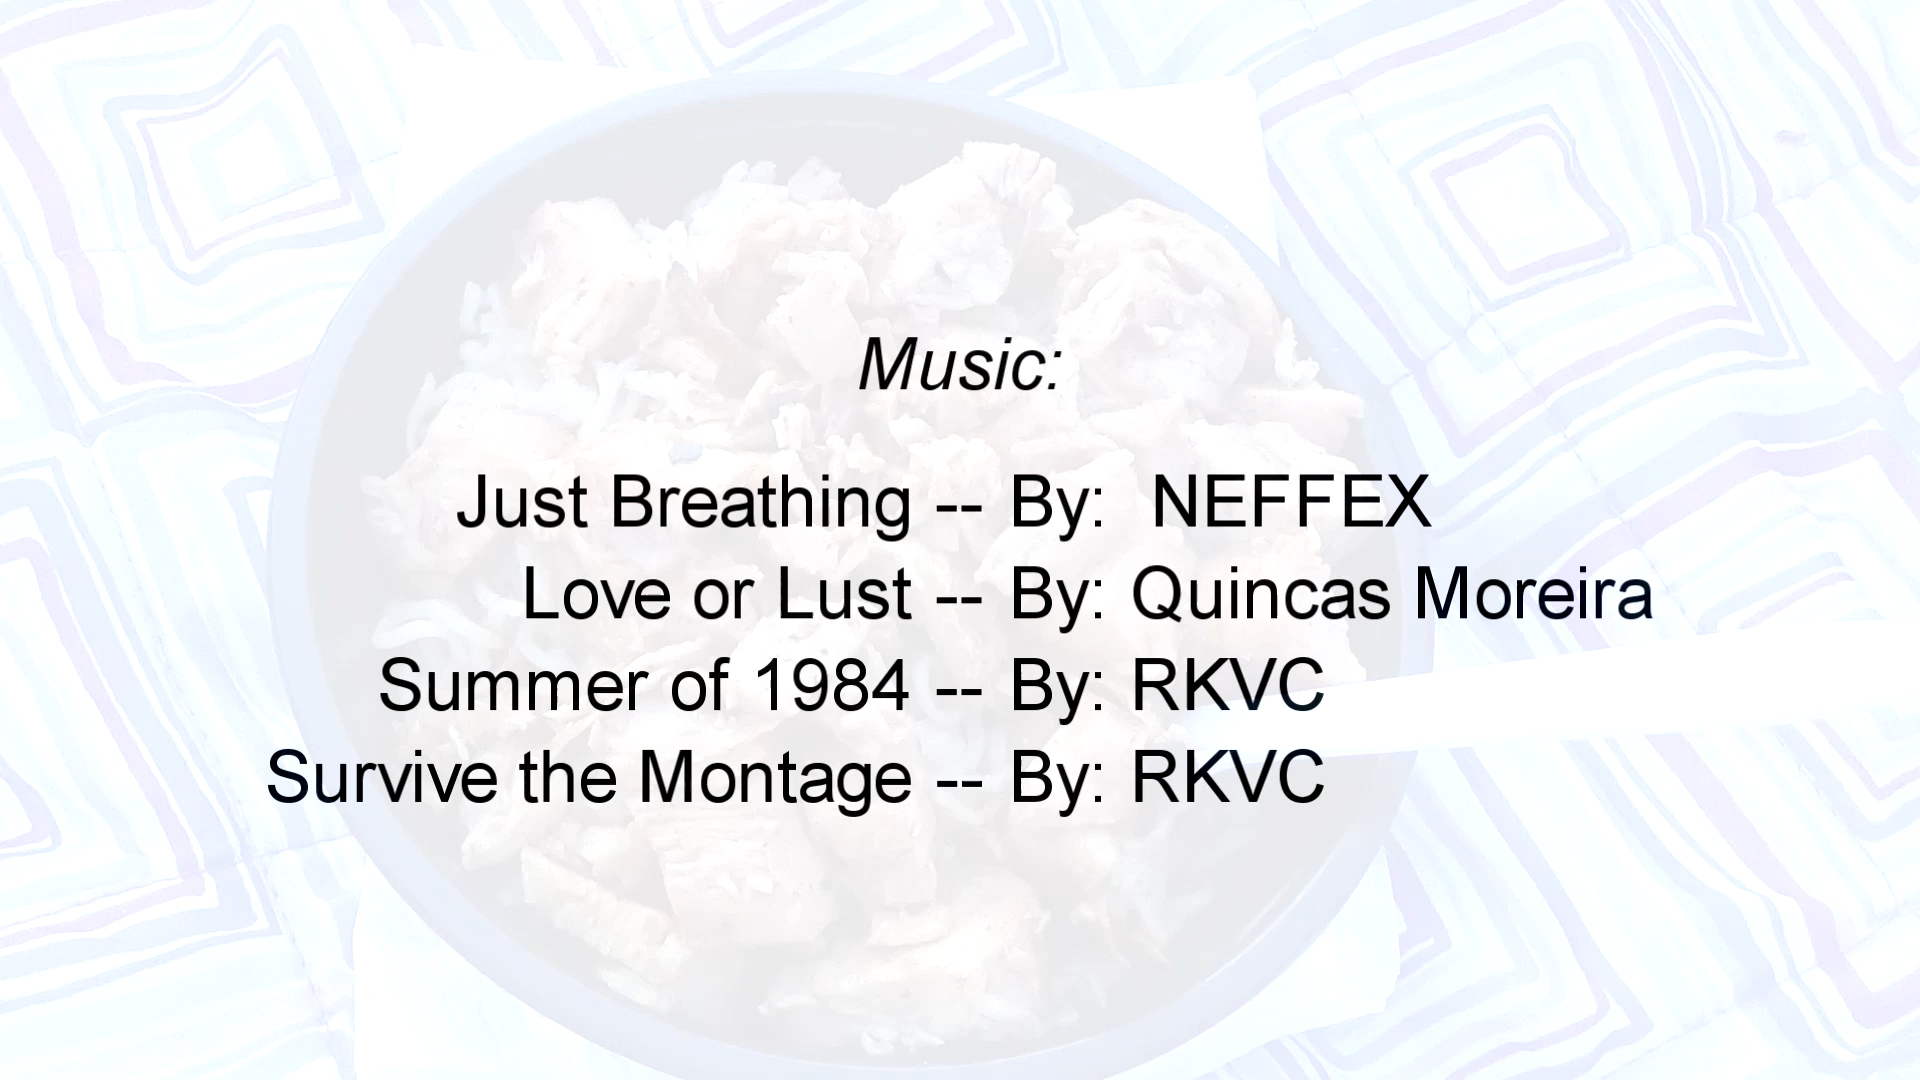 Music:
Just Breathing -- By:  NEFFEX
Love or Lust -- By: Quincas Moreira
Summer of 1984 -- By: RKVC
Survive the Montage -- By: RKVC